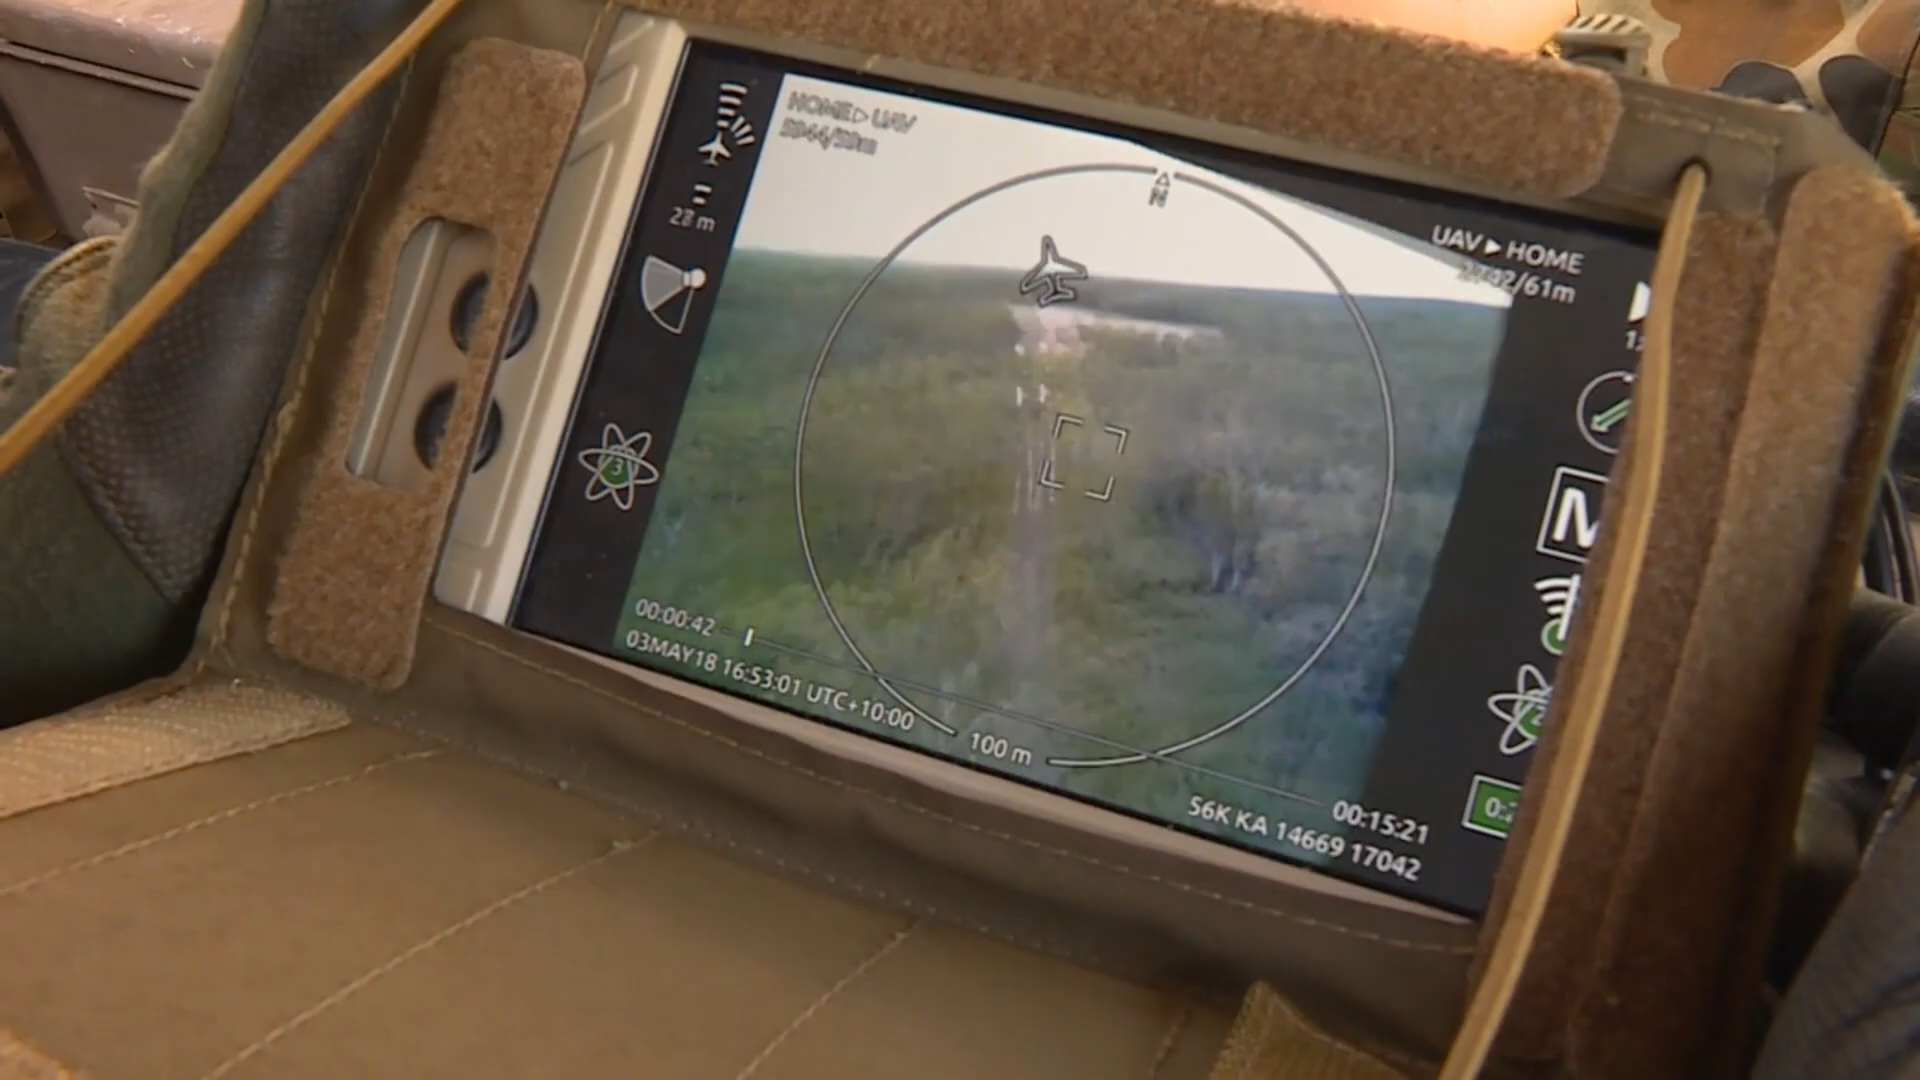 HOME▷UAV
N
UAV▶HOME
/61m
28 m
3
M
00:00:42
03MAY18 16:53:01 UTC+10:00
100 m
00:15:21
56K KA 14669 17042